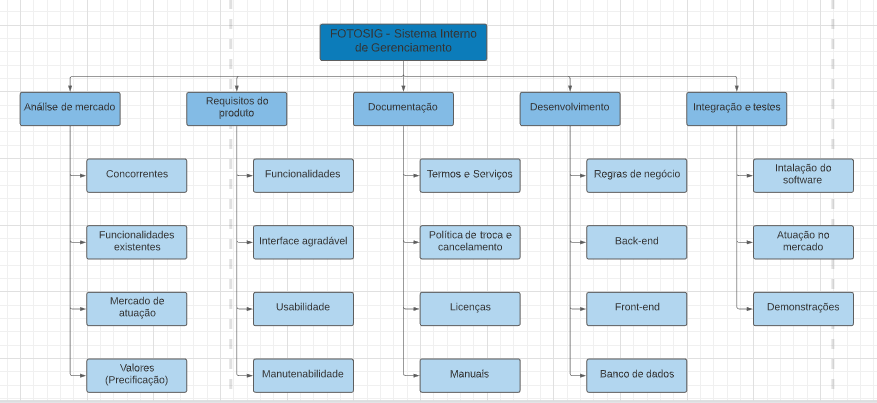 FOTOSIG - Sistema Interno
de Gerenciamento
Análise de mercado
Requisitos do
produto
Documentação
Desenvolvimento
Integração e testes
Concorrentes
Funcionalidades
Termos e Serviços
Regras de negócio
Intalação do
software
Funcionalidades
existentes
Interface agradável
Política de troca e
cancelamento
Back-end
Atuação no
mercado
Mercado de
atuação
Usabilidade
Licenças
Front-end
Demonstrações
Valores
(Precificação)
Manutenabilidade
Manuais
Banco de dados